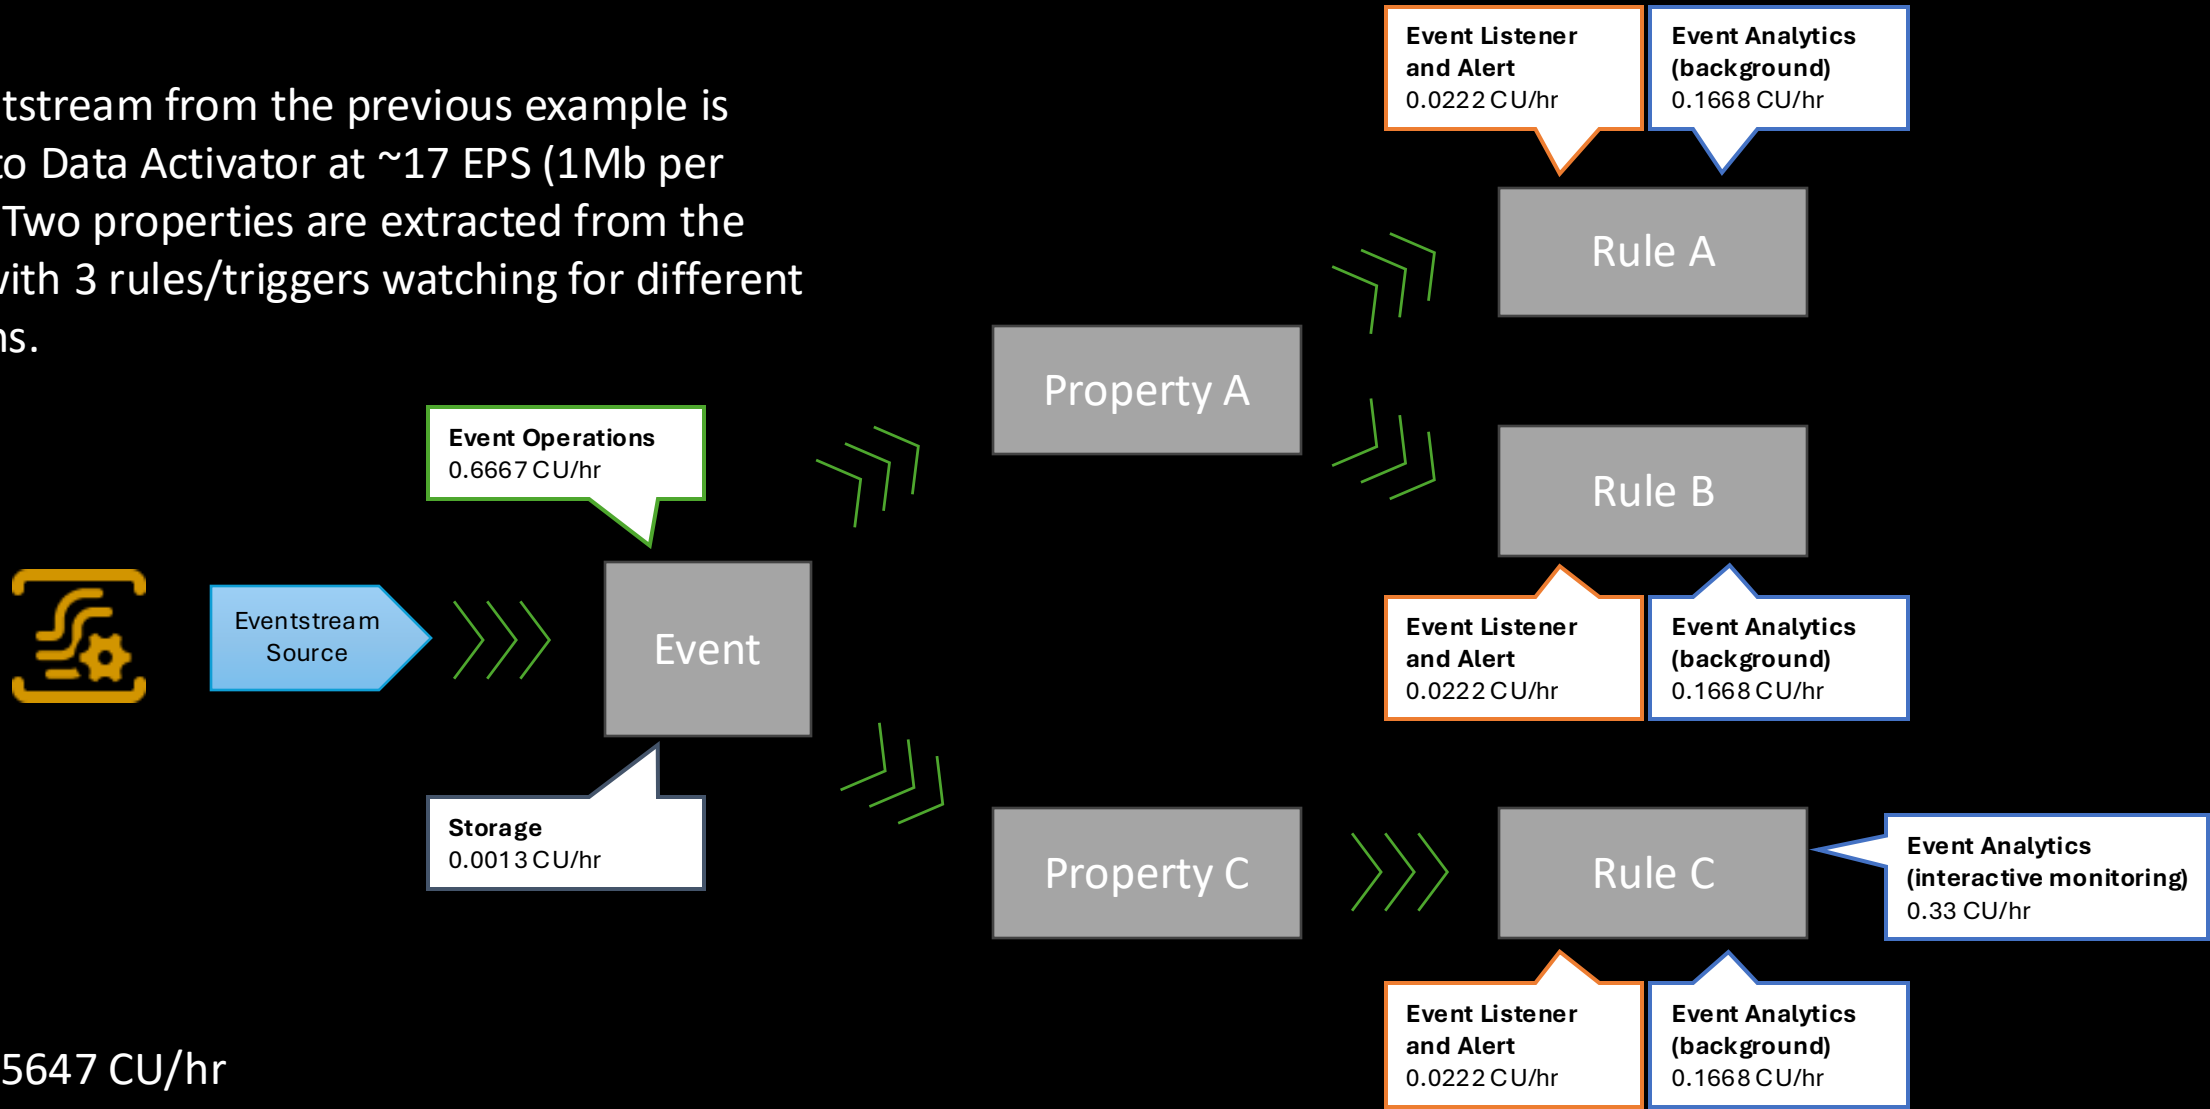 tstream from the previous example is
to Data Activator at ~17 EPS (1Mb per
Two properties are extracted from the
with 3 rules/triggers watching for different
ns.
Event Listener
and Alert
0.0222 CU/hr
Event Analytics
(background)
0.1668 CU/hr
Rule A
Property A
Event Operations
0.6667 CU/hr
Rule B
Event Listener
and Alert
0.0222 CU/hr
Event Analytics
(background)
0.1668 CU/hr
Eventstream
Source
Event
Storage
0.0013 CU/hr
Property C
Rule C
Event Analytics
(interactive monitoring)
0.33 CU/hr
Event Listener
and Alert
0.0222 CU/hr
Event Analytics
(background)
0.1668 CU/hr
5647 CU/hr